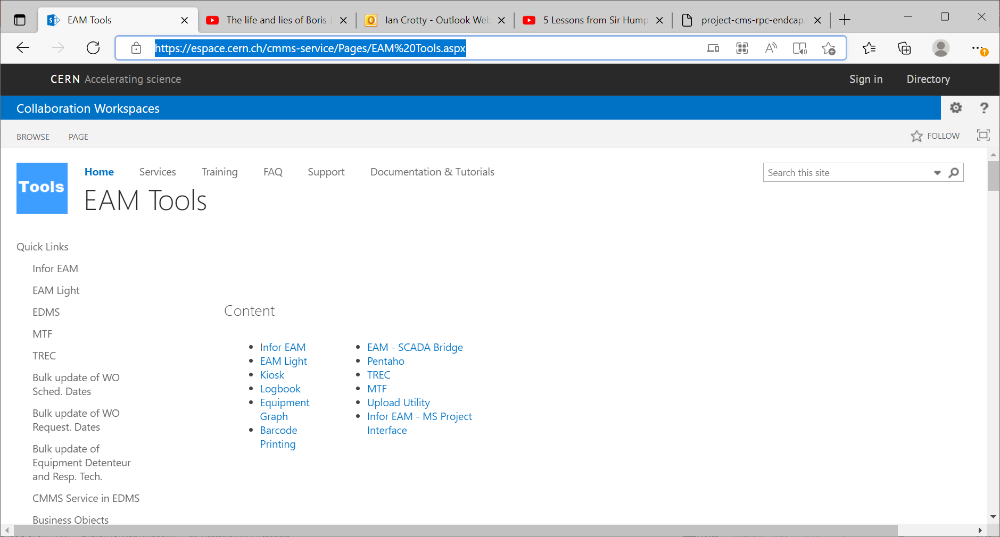 EAM Tools
The life and lies of Boris J
Ian Crotty - Outlook Web
5 Lessons from Sir Hump
project-cms-rpc-endcap.
https://espace.cern.ch/cmms-service/Pages/EAM%20Tools.aspx
CERN Accelerating science
Sign in
Directory
Collaboration Workspaces
?
BROWSE
PAGE
FOLLOW
Tools
Home
Services
Training
FAQ
Support
Documentation & Tutorials
Search this site
EAM Tools
Quick Links
Infor EAM
EAM Light
EDMS
MTF
TREC
Bulk update of WO
Sched. Dates
Bulk update of WO
Request. Dates
Bulk update of
Equipment Detenteur
and Resp. Tech.
CMMS Service in EDMS
Business Objects
Content
Infor EAM
EAM Light
Kiosk
Logbook
Equipment
Graph
Barcode
Printing
EAM - SCADA Bridge
Pentaho
TREC
MTF
Upload Utility
Infor EAM - MS Project
Interface